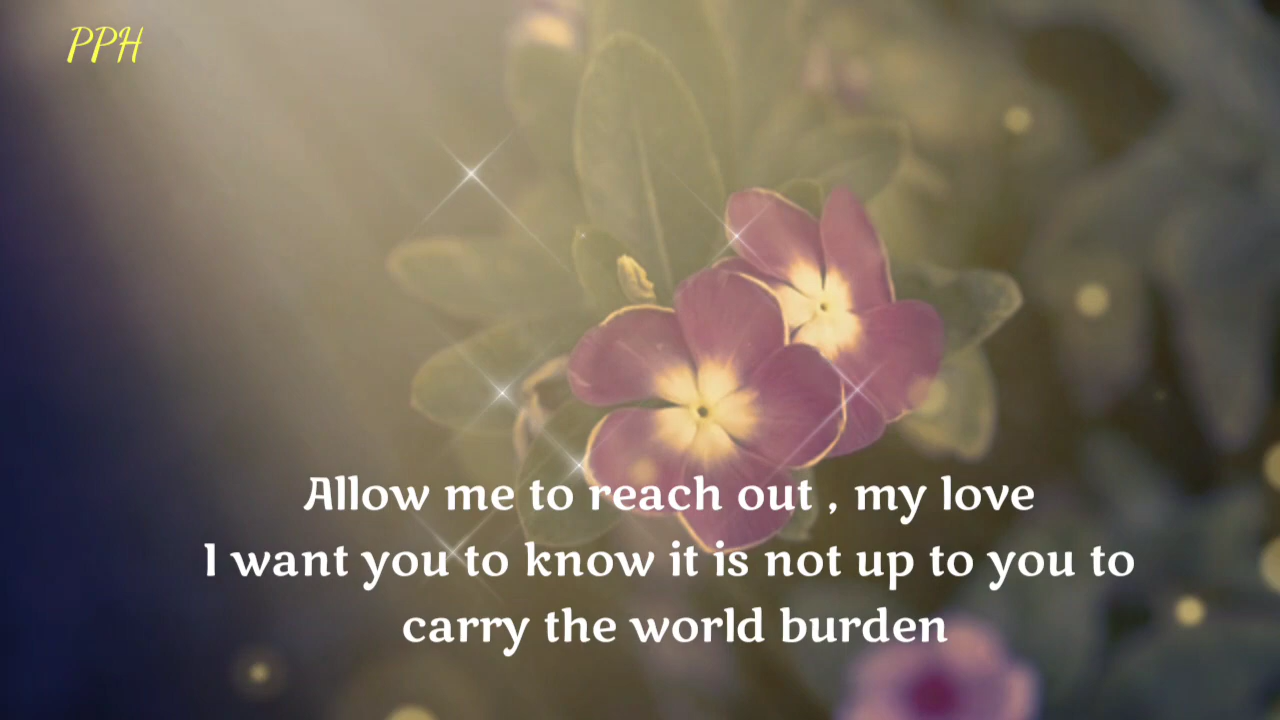 PPH
Allow me to reach out , my love
I want you to know it is not up to you to
carry the world burden